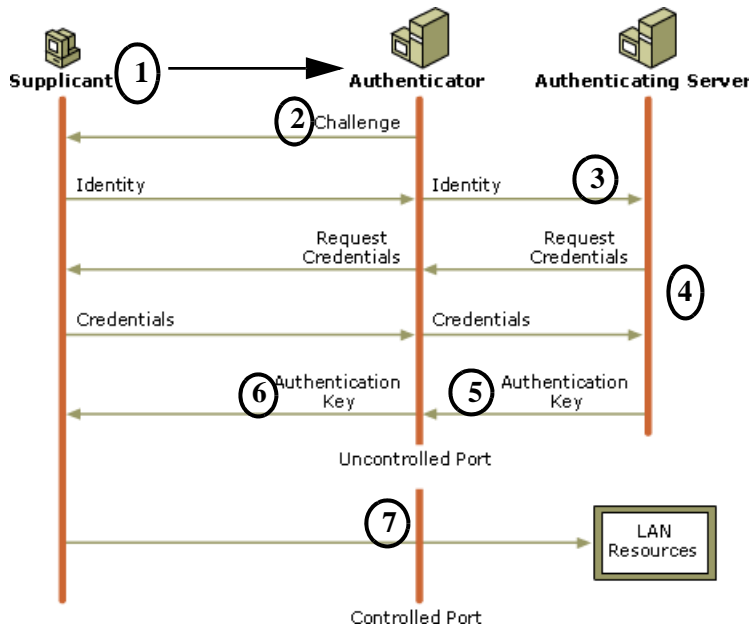 Supplicant
1
Authenticator
Authenticating Server
2
Challenge
Identity
Identity
3
Request
Credentials
Request
Credentials
4
Credentials
Credentials
6
Authentication
Key
5
Authentication
Key
Uncontrolled Port
7
LAN
Resources
Controlled Port